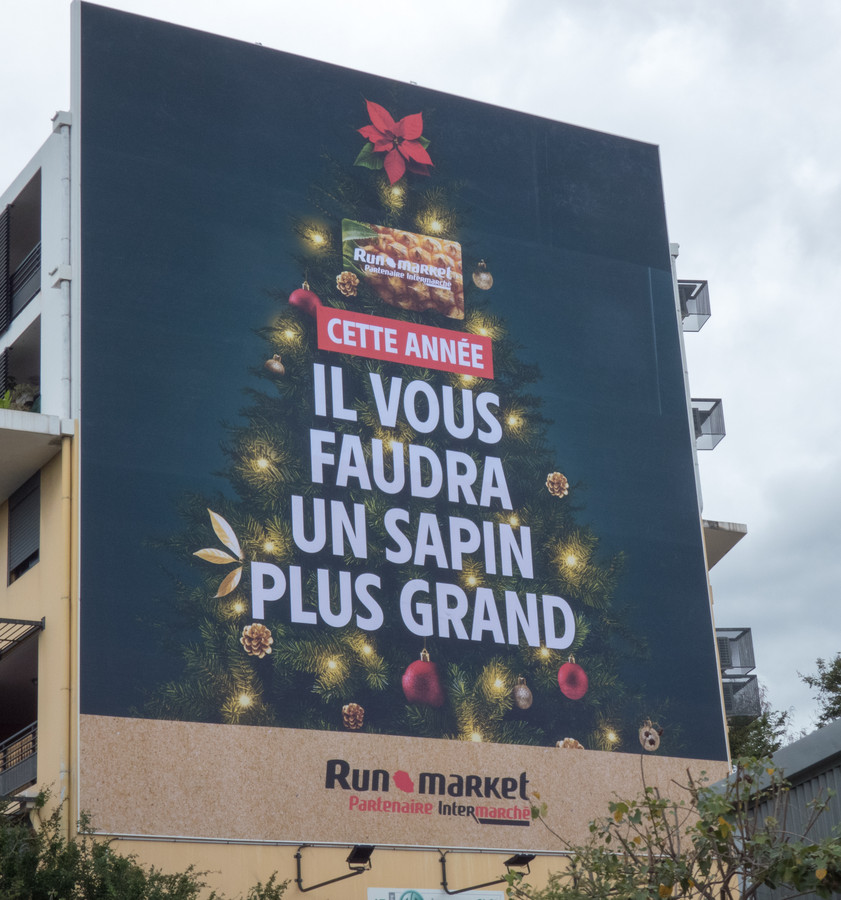 Run market
Partenaire Intermarché
CETTE ANNÉE
IL VOUS
FAUDRA
UN SAPIN
PLUS GRAND
Run market
Partenaire Intermarché